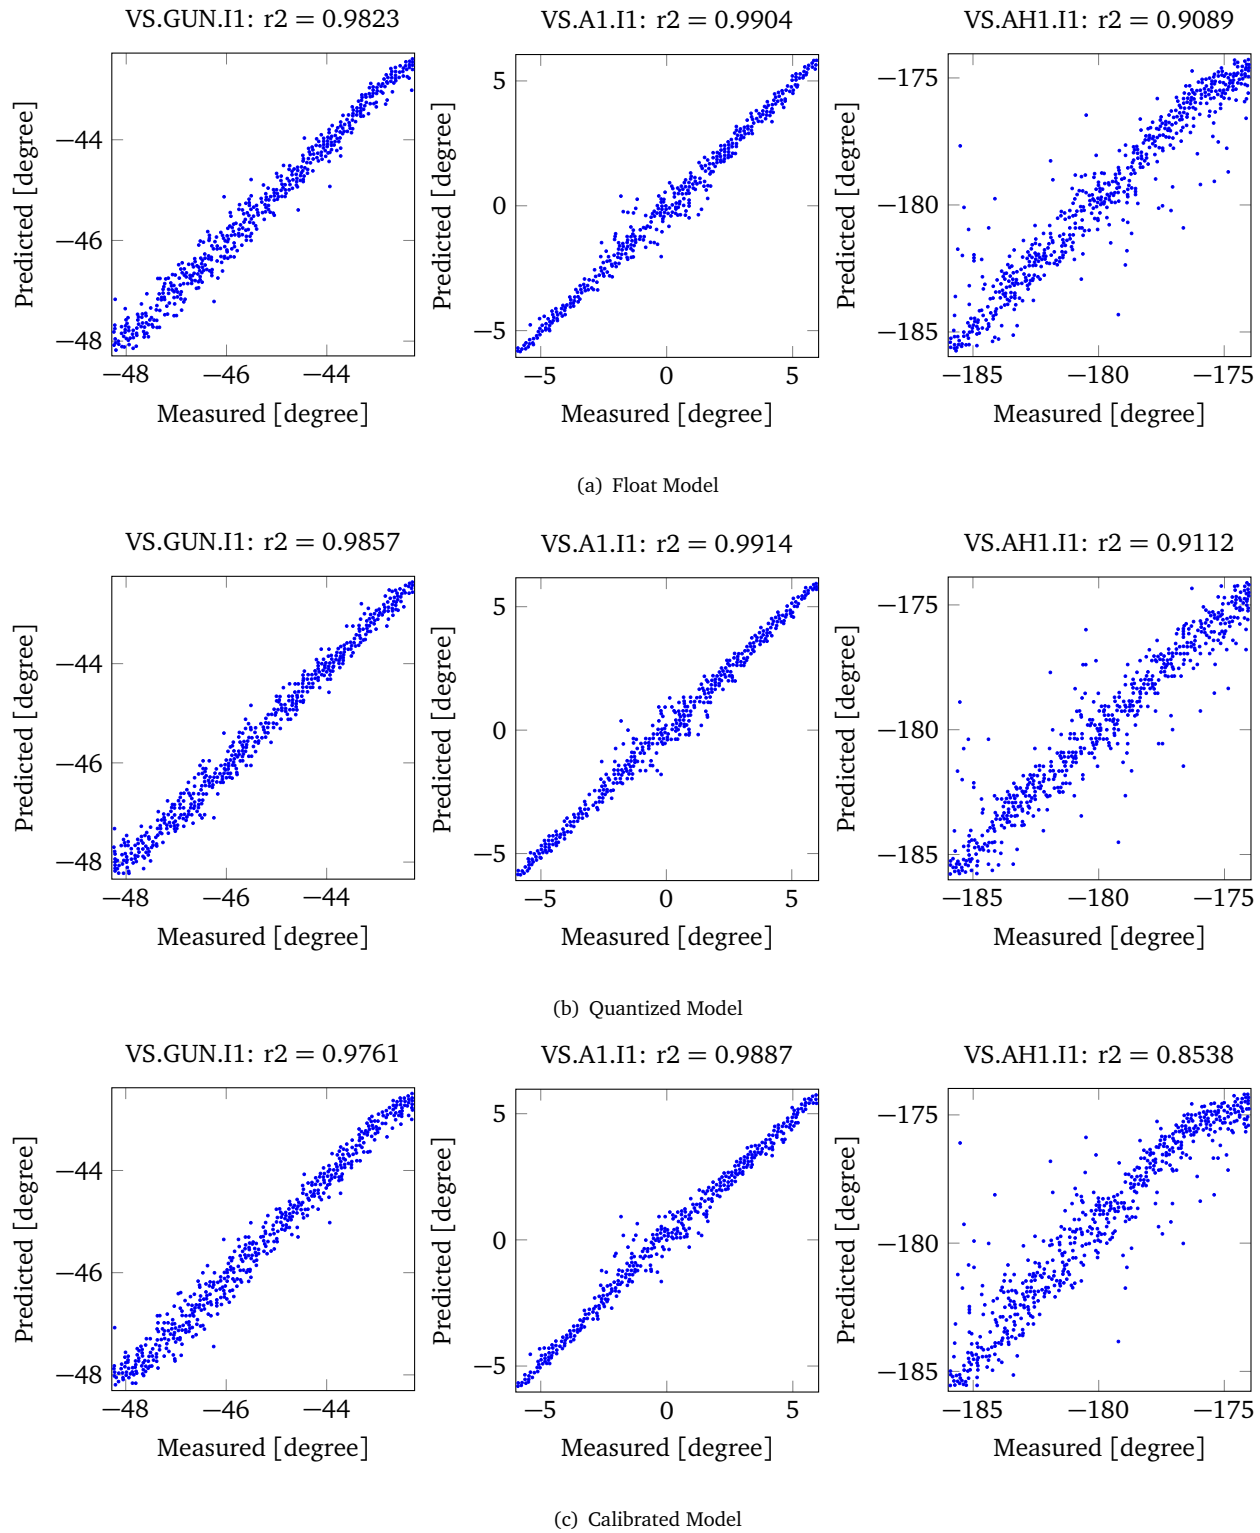 VS.GUN.I1: r2 = 0.9823 VS.A1.I1: r2 = 0.9904 VS.AH1.I1: r2 = 0.9089
Predicted [degree]
−44
−46
−48
−48 −46 −44
Measured [degree]
Predicted [degree]
5
0
−5
−5 0 5
Measured [degree]
Predicted [degree]
−175
−180
−185
−185 −180 −175
Measured [degree]
(a) Float Model
VS.GUN.I1: r2 = 0.9857 VS.A1.I1: r2 = 0.9914 VS.AH1.I1: r2 = 0.9112
Predicted [degree]
−44
−46
−48
−48 −46 −44
Measured [degree]
Predicted [degree]
5
0
−5
−5 0 5
Measured [degree]
Predicted [degree]
−175
−180
−185
−185 −180 −175
Measured [degree]
(b) Quantized Model
VS.GUN.I1: r2 = 0.9761 VS.A1.I1: r2 = 0.9887 VS.AH1.I1: r2 = 0.8538
Predicted [degree]
−44
−46
−48
−48 −46 −44
Measured [degree]
Predicted [degree]
5
0
−5
−5 0 5
Measured [degree]
Predicted [degree]
−175
−180
−185
−185 −180 −175
Measured [degree]
(c) Calibrated Model